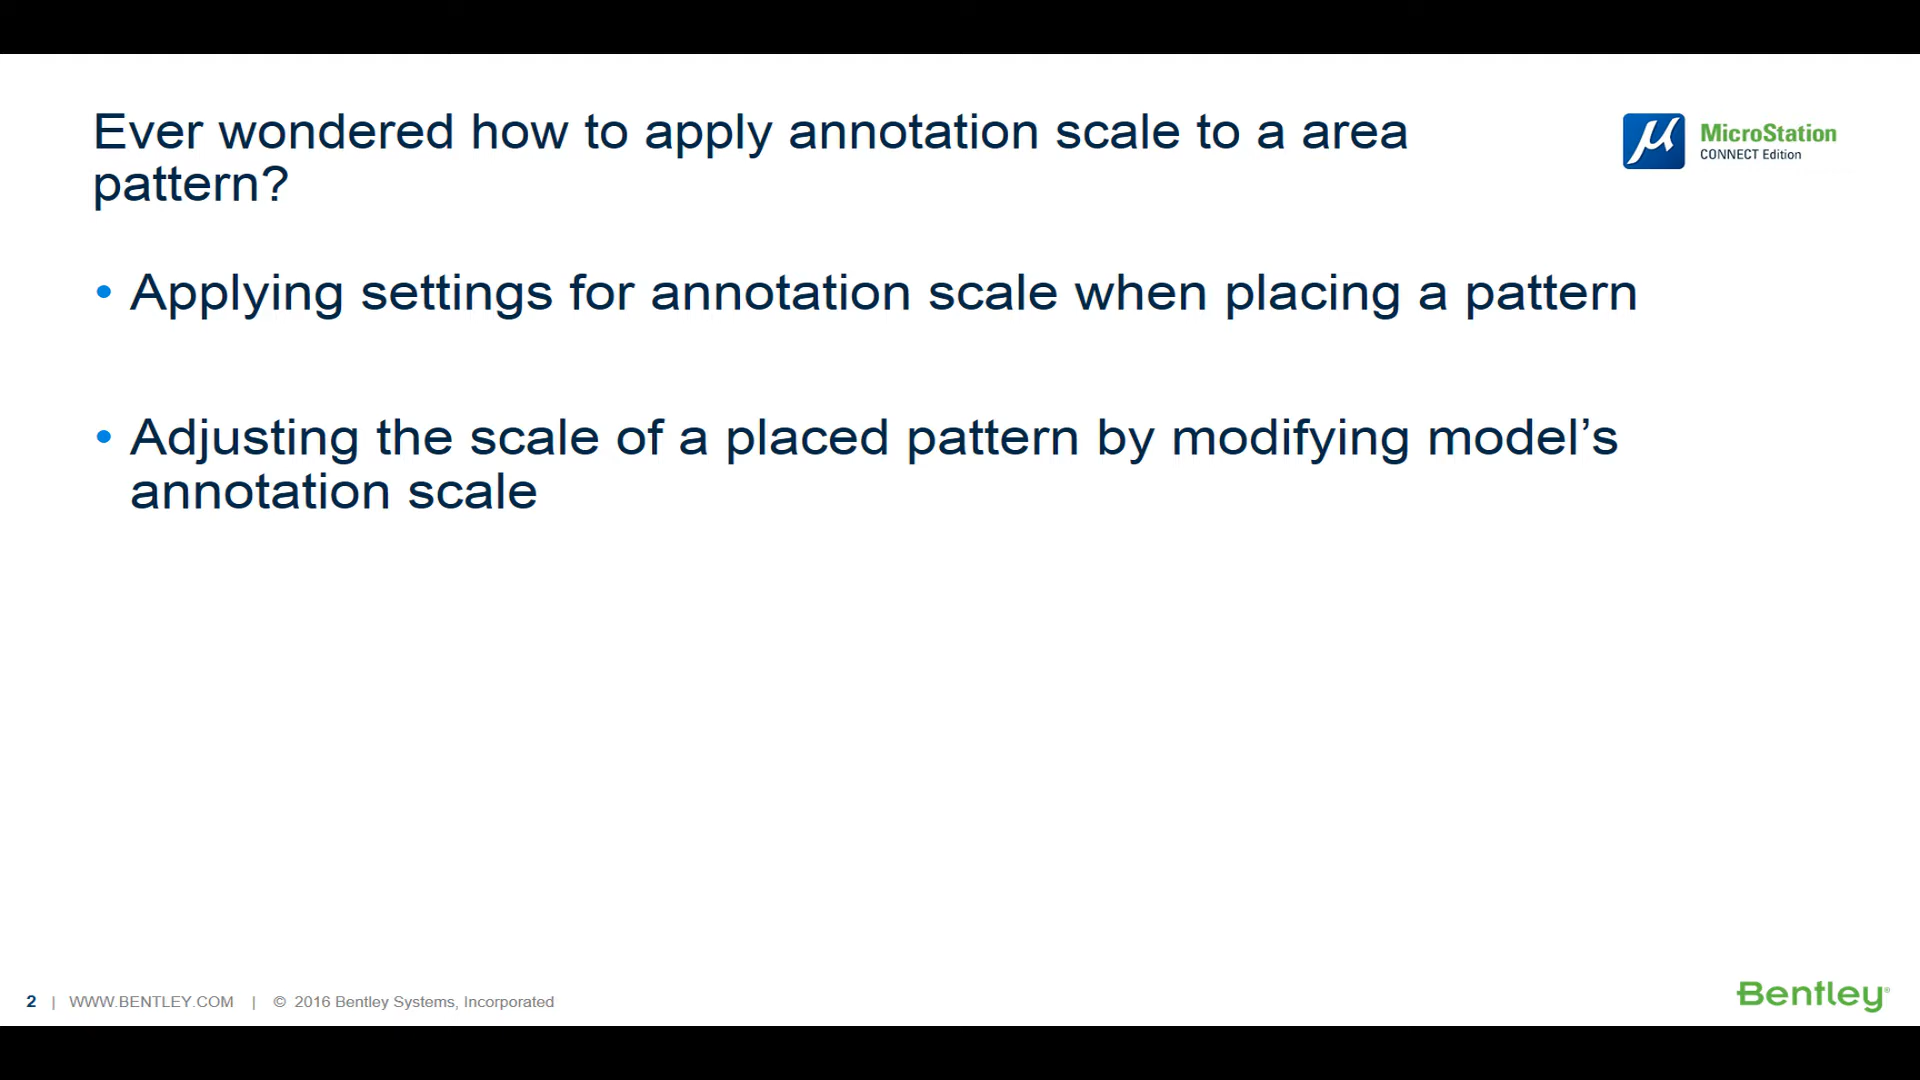 Ever wondered how to apply annotation scale to a area
pattern?
MicroStation
CONNECT Edition
• Applying settings for annotation scale when placing a pattern
• Adjusting the scale of a placed pattern by modifying model’s
annotation scale
2 | WWW.BENTLEY.COM | © 2016 Bentley Systems, Incorporated
Bentley®